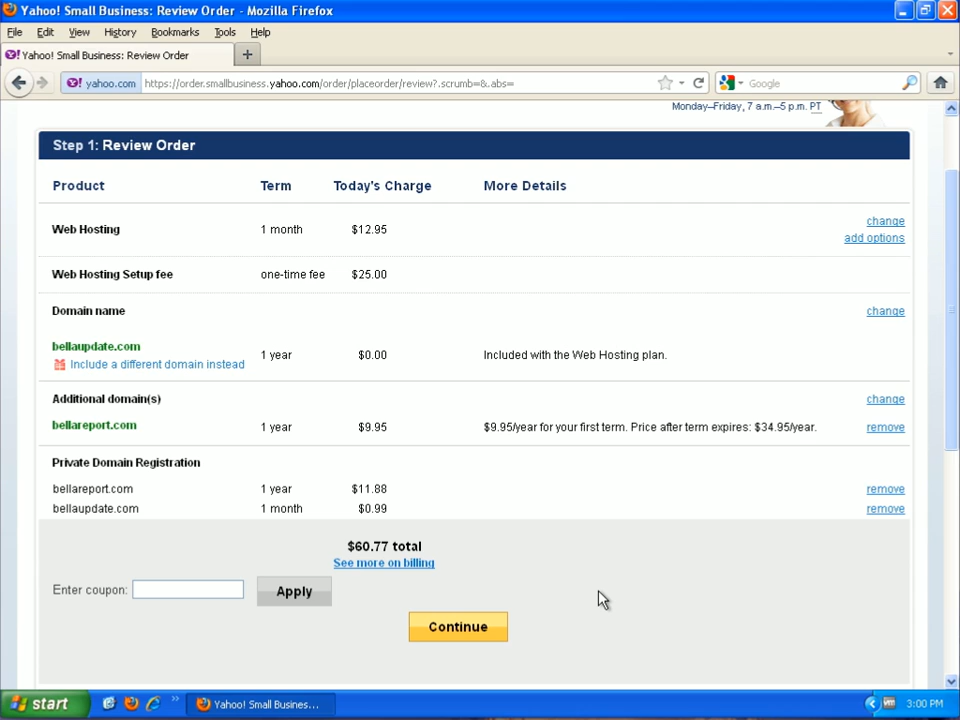 Yahoo! Small Business: Review Order - Mozilla Firefox
File Edit View History Bookmarks Tools Help
Y! Yahoo! Small Business: Review Order +
Y! yahoo.com https://order.smallbusiness.yahoo.com/order/placeorder/review?.scrumb=&.abs= Google
Monday–Friday, 7 a.m.–5 p.m. PT
Step 1: Review Order
Product Term Today's Charge More Details
Web Hosting 1 month $12.95 change
add options
Web Hosting Setup fee one-time fee $25.00
Domain name change
bellaupdate.com
Include a different domain instead 1 year $0.00 Included with the Web Hosting plan.
Additional domain(s) change
bellareport.com 1 year $9.95 $9.95/year for your first term. Price after term expires: $34.95/year. remove
Private Domain Registration
bellareport.com 1 year $11.88 remove
bellaupdate.com 1 month $0.99 remove
$60.77 total
See more on billing
Enter coupon: Apply
Continue
start Yahoo! Small Busines... 3:00 PM